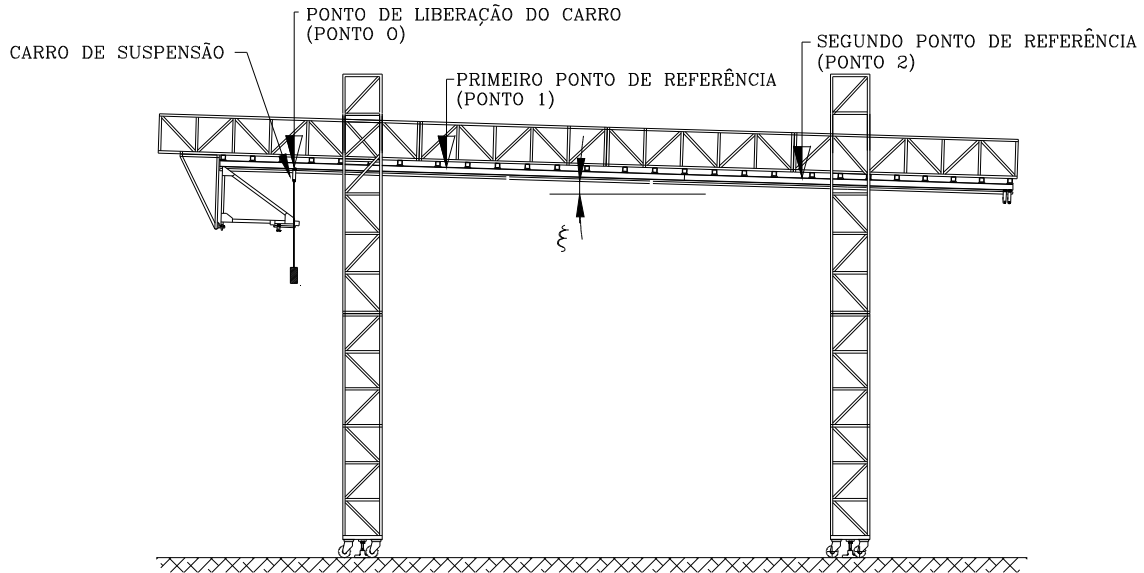 PONTO DE LIBERAÇÃO DO CARRO
(PONTO O)
CARRO DE SUSPENSÃO
SEGUNDO PONTO DE REFERÊNCIA
(PONTO 2)
PRIMEIRO PONTO DE REFERÊNCIA
(PONTO 1)
ξ